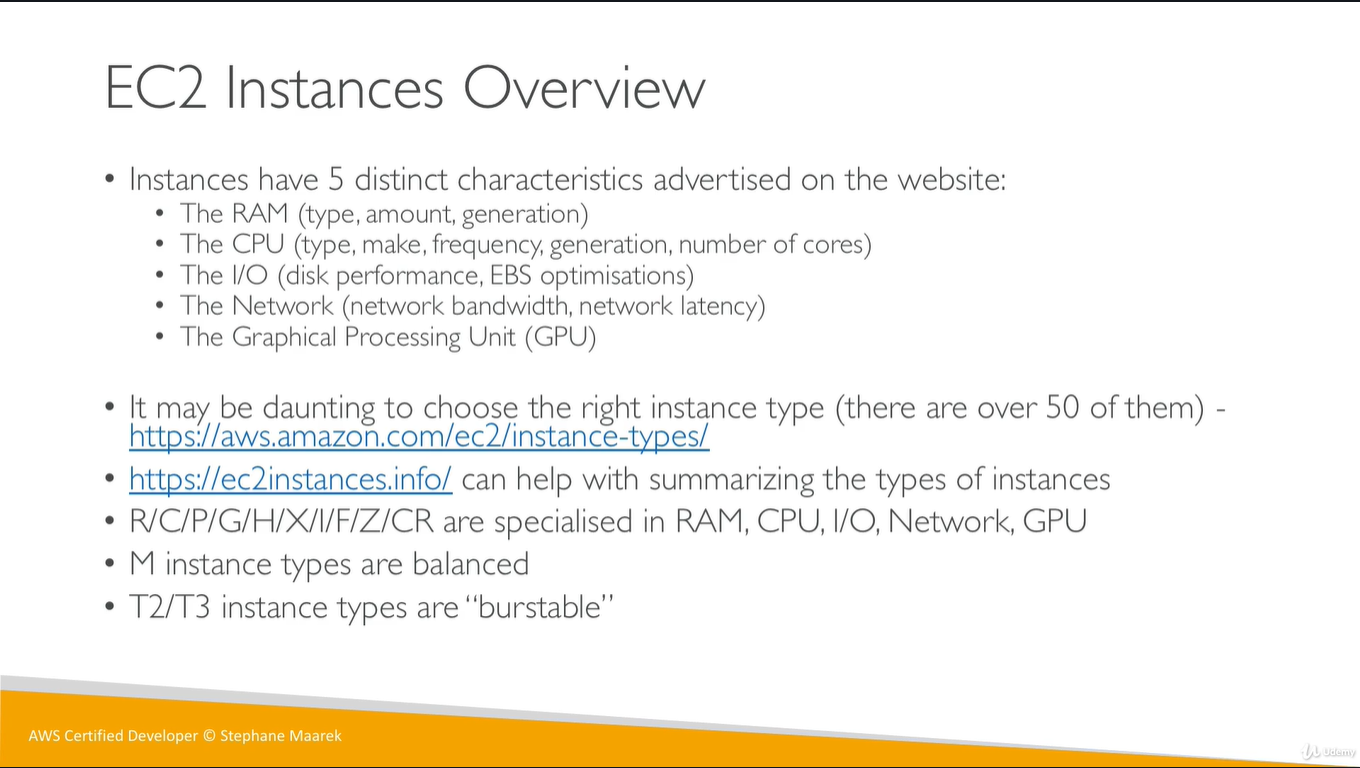 EC2 Instances Overview
• Instances have 5 distinct characteristics advertised on the website:
• The RAM (type, amount, generation)
• The CPU (type, make, frequency, generation, number of cores)
• The I/O (disk performance, EBS optimisations)
• The Network (network bandwidth, network latency)
• The Graphical Processing Unit (GPU)
• It may be daunting to choose the right instance type (there are over 50 of them) -
https://aws.amazon.com/ec2/instance-types/
• https://ec2instances.info/ can help with summarizing the types of instances
• R/C/P/G/H/X/I/F/Z/CR are specialised in RAM, CPU, I/O, Network, GPU
• M instance types are balanced
• T2/T3 instance types are “burstable”
AWS Certified Developer © Stephane Maarek
Udemy